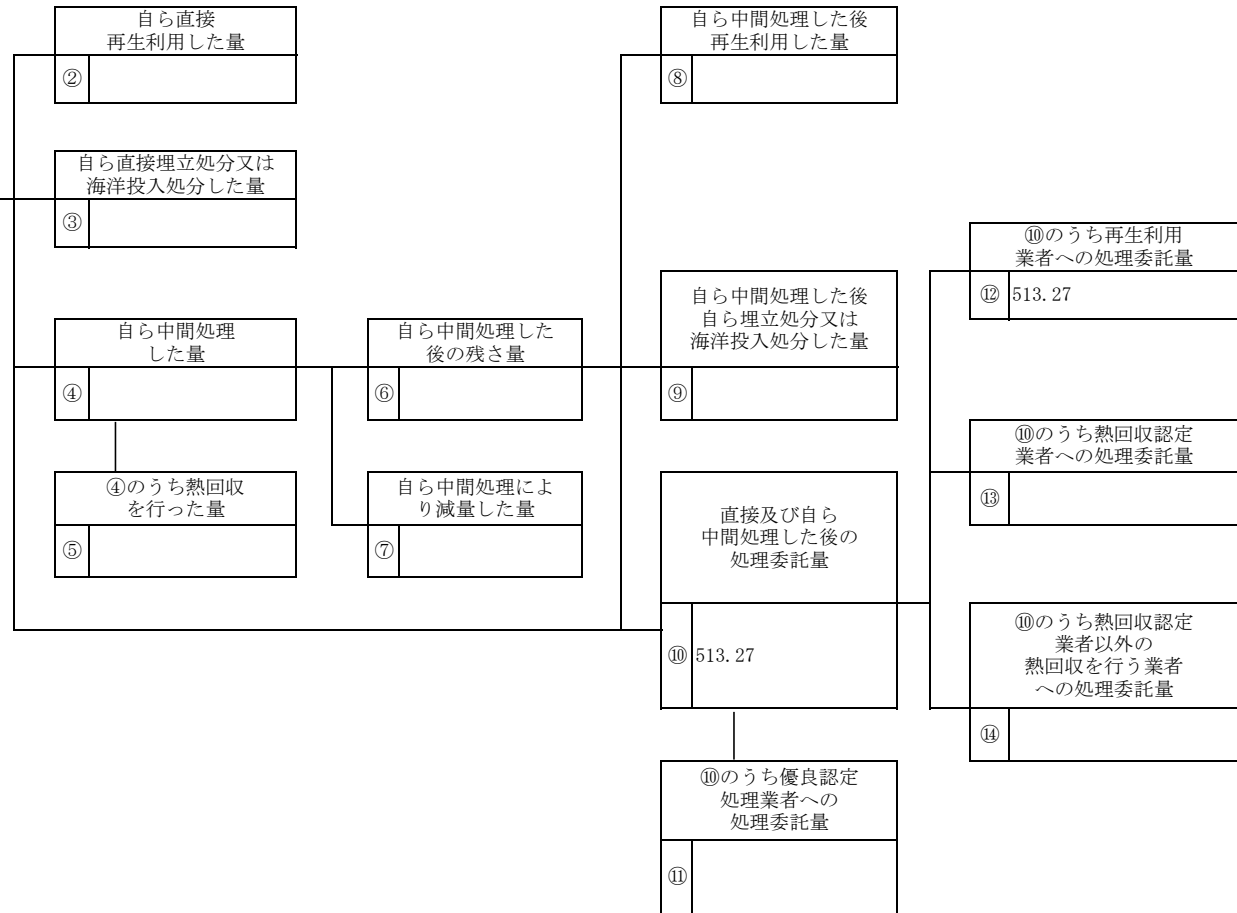 自ら直接
再生利用した量
②
自ら直接埋立処分又は
海洋投入処分した量
③
自ら中間処理
した量
④
④のうち熱回収
を行った量
⑤
自ら中間処理した
後の残さ量
⑥
自ら中間処理によ
り減量した量
⑦
自ら中間処理した後
再生利用した量
⑧
自ら中間処理した後
自ら埋立処分又は
海洋投入処分した量
⑨
直接及び自ら
中間処理した後の
処理委託量
⑩ 513.27
⑩のうち優良認定
処理業者への
処理委託量
⑪
⑩のうち再生利用
業者への処理委託量
⑫ 513.27
⑩のうち熱回収認定
業者への処理委託量
⑬
⑩のうち熱回収認定
業者以外の
熱回収を行う業者
への処理委託量
⑭